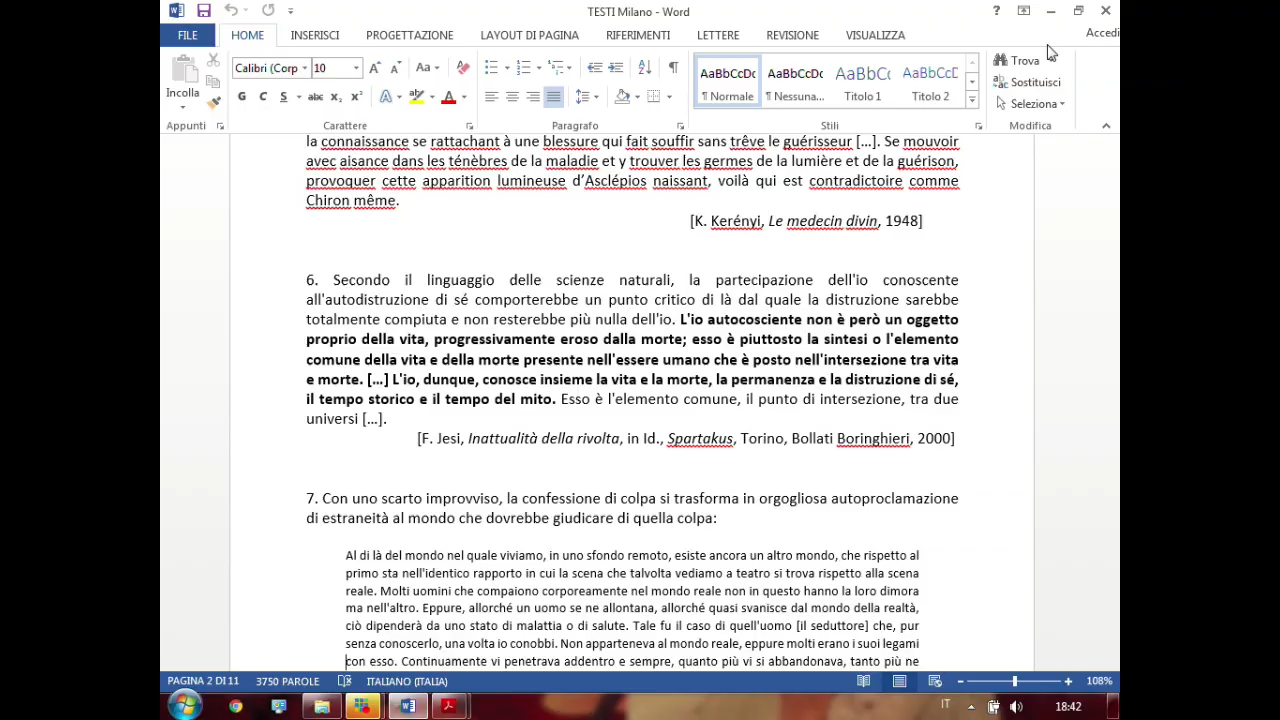 TESTI Milano - Word
FILE
HOME
INSERISCI
PROGETTAZIONE
LAYOUT DI PAGINA
RIFERIMENTI
LETTERE
REVISIONE
VISUALIZZA
Accedi
Incolla
Calibri (Corp
10
Aa
G C S abc x₂ x² A A
AaBbCcDc
¶ Normale
AaBbCcDc
¶ Nessuna...
AaBbCc
Titolo 1
AaBbCcD
Titolo 2
Trova
Sostituisci
Seleziona
Appunti
Carattere
Paragrafo
Stili
Modifica
la connaissance se rattachant à une blessure qui fait souffir sans trêve le guérisseur […]. Se mouvoir
avec aisance dans les ténèbres de la maladie et y trouver les germes de la lumière et de la guérison,
provoquer cette apparition lumineuse d’Asclépios naissant, voilà qui est contradictoire comme
Chiron même.
[K. Kerényi, Le medecin divin, 1948]
6. Secondo il linguaggio delle scienze naturali, la partecipazione dell'io conoscente
all'autodistruzione di sé comporterebbe un punto critico di là dal quale la distruzione sarebbe
totalmente compiuta e non resterebbe più nulla dell'io. L'io autocosciente non è però un oggetto
proprio della vita, progressivamente eroso dalla morte; esso è piuttosto la sintesi o l'elemento
comune della vita e della morte presente nell'essere umano che è posto nell'intersezione tra vita
e morte. […] L'io, dunque, conosce insieme la vita e la morte, la permanenza e la distruzione di sé,
il tempo storico e il tempo del mito. Esso è l'elemento comune, il punto di intersezione, tra due
universi […].
[F. Jesi, Inattualità della rivolta, in Id., Spartakus, Torino, Bollati Boringhieri, 2000]
7. Con uno scarto improvviso, la confessione di colpa si trasforma in orgogliosa autoproclamazione
di estraneità al mondo che dovrebbe giudicare di quella colpa:
Al di là del mondo nel quale viviamo, in uno sfondo remoto, esiste ancora un altro mondo, che rispetto al
primo sta nell'identico rapporto in cui la scena che talvolta vediamo a teatro si trova rispetto alla scena
reale. Molti uomini che compaiono corporeamente nel mondo reale non in questo hanno la loro dimora
ma nell'altro. Eppure, allorché un uomo se ne allontana, allorché quasi svanisce dal mondo della realtà,
ciò dipenderà da uno stato di malattia o di salute. Tale fu il caso di quell'uomo [il seduttore] che, pur
senza conoscerlo, una volta io conobbi. Non apparteneva al mondo reale, eppure molti erano i suoi legami
con esso. Continuamente vi penetrava addentro e sempre, quanto più vi si abbandonava, tanto più ne
PAGINA 2 DI 11
3750 PAROLE
ITALIANO (ITALIA)
108%
IT
18:42